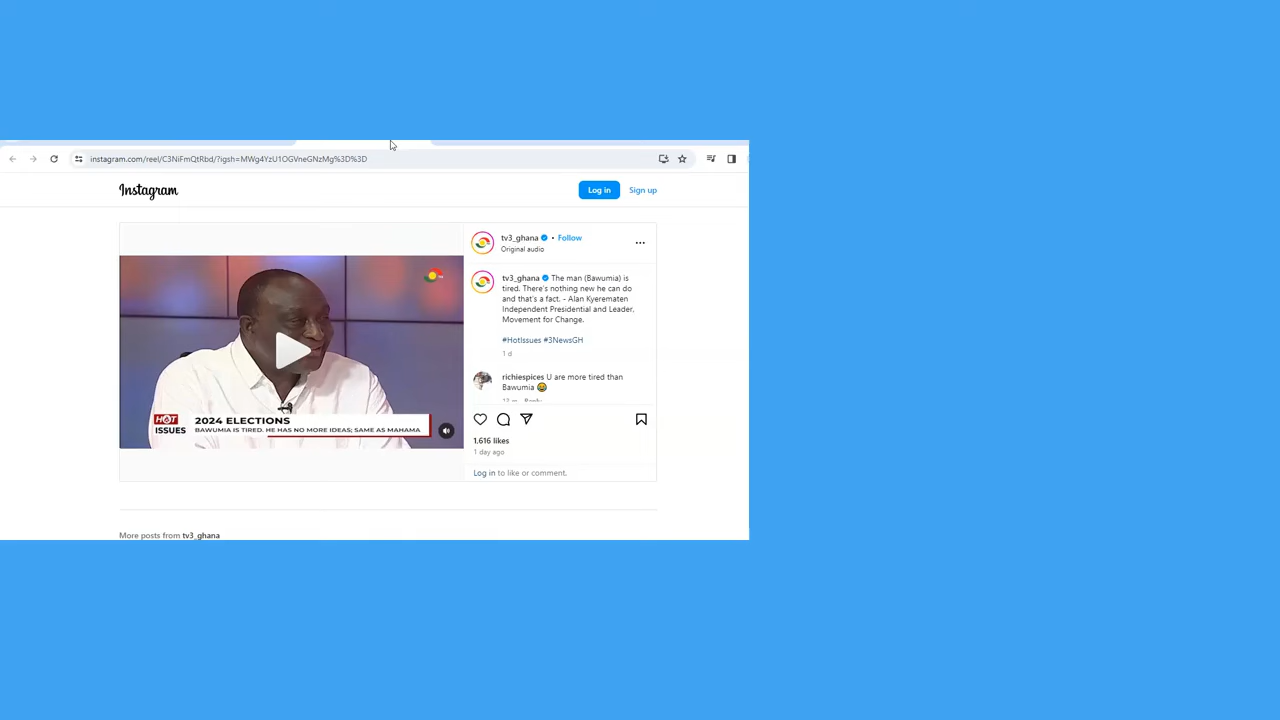 instagram.com/reel/C3NiFmQtRbd/?igsh=MWg4YzU1OGVneGNzMg%3D%3D
Instagram
Log in
Sign up
tv3_ghana • Follow
Original audio
tv3_ghana The man (Bawumia) is
tired. There's nothing new he can do
and that's a fact. - Alan Kyerematen
Independent Presidential and Leader,
Movement for Change.
#HotIssues #3NewsGH
1 d
richiespices U are more tired than
Bawumia 😂
Reply
HOT
ISSUES
2024 ELECTIONS
BAWUMIA IS TIRED. HE HAS NO MORE IDEAS; SAME AS MAHAMA
1,616 likes
1 day ago
Log in to like or comment.
More posts from tv3_ghana